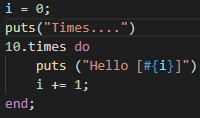 i = 0;
puts("Times....")
10.times do
    puts ("Hello [#{i}]")
    i += 1;
end;